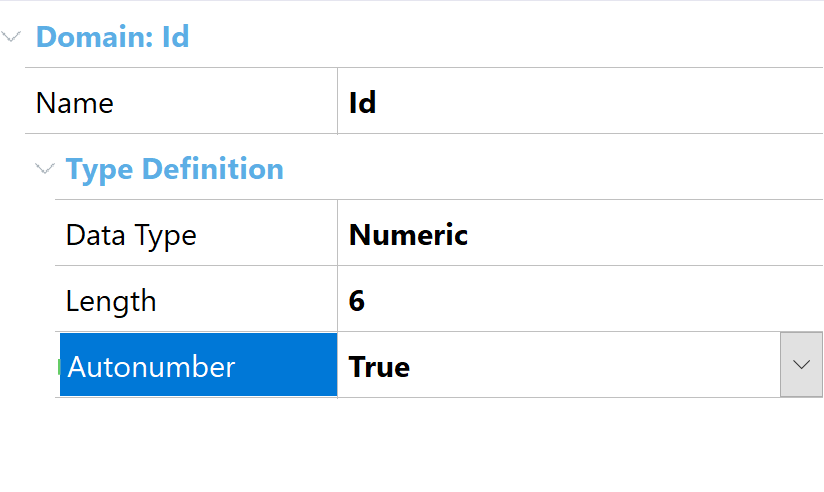 Domain: Id
Name Id
Type Definition
Data Type Numeric
Length 6
Autonumber True